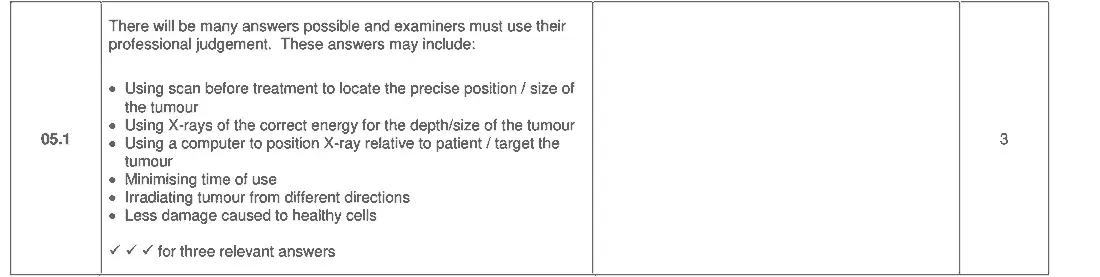 There will be many answers possible and examiners must use their
professional judgement. These answers may include:
• Using scan before treatment to locate the precise position / size of
the tumour
• Using X-rays of the correct energy for the depth/size of the tumour
05.1
• Using a computer to position X-ray relative to patient / target the
3
tumour
• Minimising time of use
• Irradiating tumour from different directions
• Less damage caused to healthy cells
✓ ✓ ✓ for three relevant answers